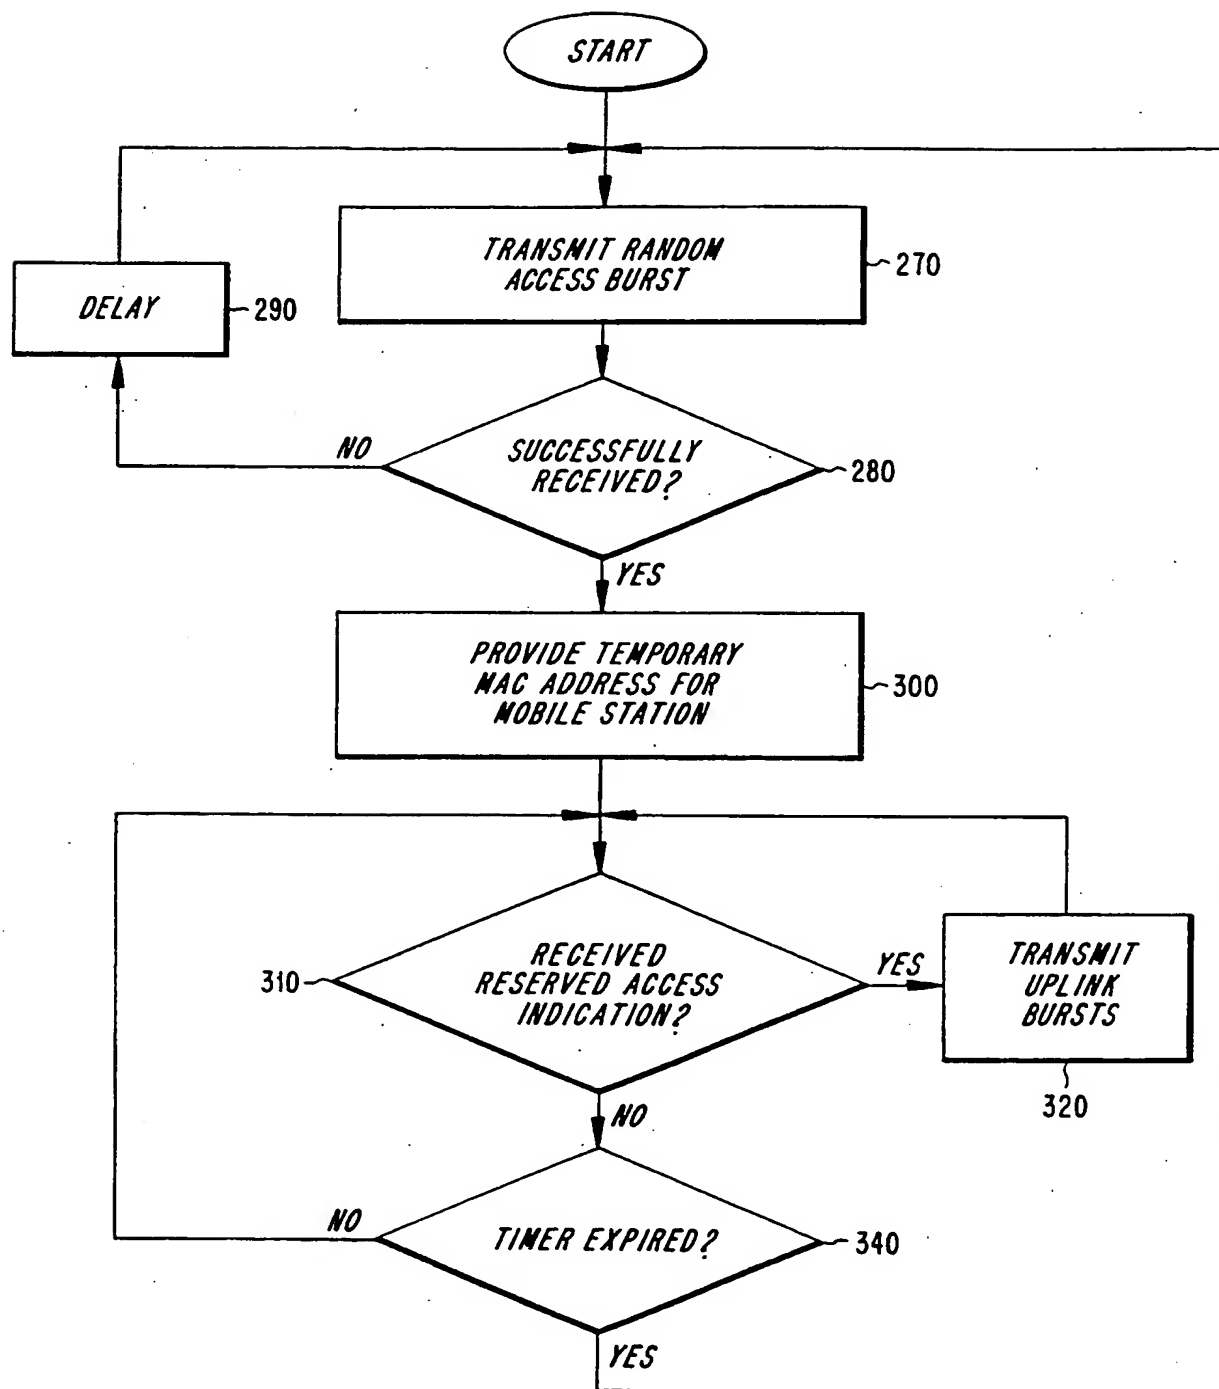 START
TRANSMIT RANDOM
ACCESS BURST
270
DELAY
290
NO
SUCCESSFULLY
RECEIVED?
280
YES
PROVIDE TEMPORARY
MAC ADDRESS FOR
MOBILE STATION
300
310
RECEIVED
RESERVED ACCESS
INDICATION?
YES
TRANSMIT
UPLINK
BURSTS
320
NO
NO
TIMER EXPIRED?
340
YES